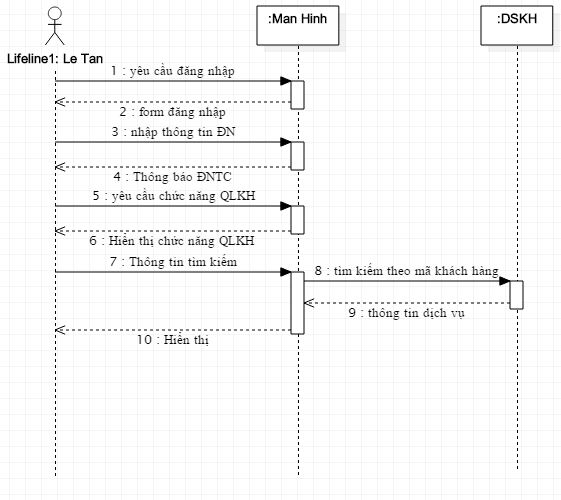 :Man Hinh
:DSKH
Lifeline1: Le Tan
1 : yêu cầu đăng nhập
2 : form đăng nhập
3 : nhập thông tin ĐN
4 : Thông báo ĐNTC
5 : yêu cầu chức năng QLKH
6 : Hiển thị chức năng QLKH
7 : Thông tin tìm kiếm
8 : tìm kiếm theo mã khách hàng
9 : thông tin dịch vụ
10 : Hiển thị